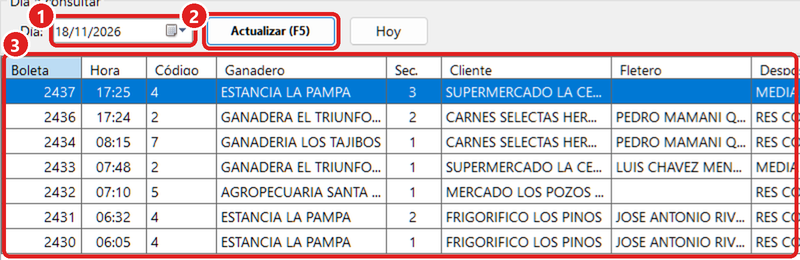 Día a consultar
1 2
Día: 18/11/2026 Actualizar (F5) Hoy
3
Boleta Hora Código Ganadero Sec. Cliente Fletero Despo
2437 17:25 4 ESTANCIA LA PAMPA 3 SUPERMERCADO LA CE... MEDIA
2436 17:24 2 GANADERA EL TRIUNFO... 2 CARNES SELECTAS HER... PEDRO MAMANI Q... RES CO
2434 08:15 7 GANADERIA LOS TAJIBOS 1 CARNES SELECTAS HER... PEDRO MAMANI Q... RES CO
2433 07:48 2 GANADERA EL TRIUNFO... 1 SUPERMERCADO LA CE... LUIS CHAVEZ MEN... MEDIA
2432 07:10 5 AGROPECUARIA SANTA ... 1 MERCADO LOS POZOS ... RES CO
2431 06:32 4 ESTANCIA LA PAMPA 2 FRIGORIFICO LOS PINOS JOSE ANTONIO RIV... RES CO
2430 06:05 4 ESTANCIA LA PAMPA 1 FRIGORIFICO LOS PINOS JOSE ANTONIO RIV... RES CO